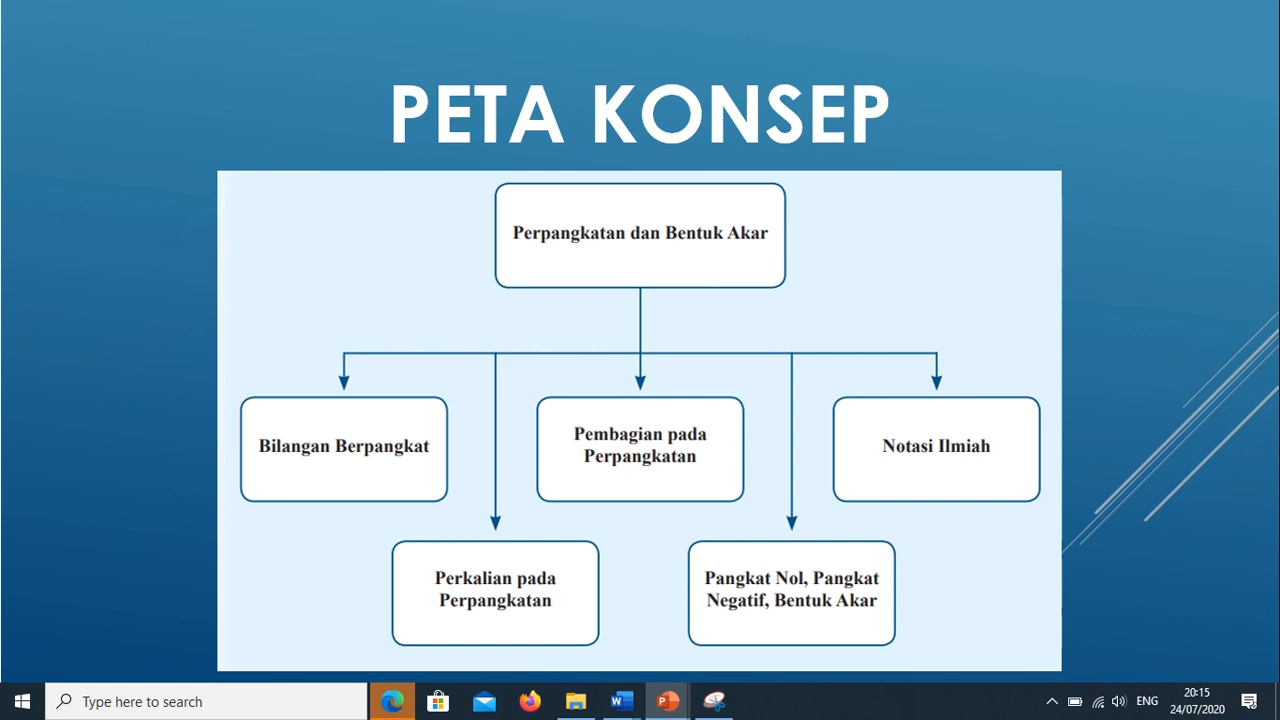 PETA KONSEP
Perpangkatan dan Bentuk Akar
Bilangan Berpangkat
Pembagian pada
Perpangkatan
Notasi Ilmiah
Perkalian pada
Perpangkatan
Pangkat Nol, Pangkat
Negatif, Bentuk Akar
Type here to search
ENG
20:15
24/07/2020